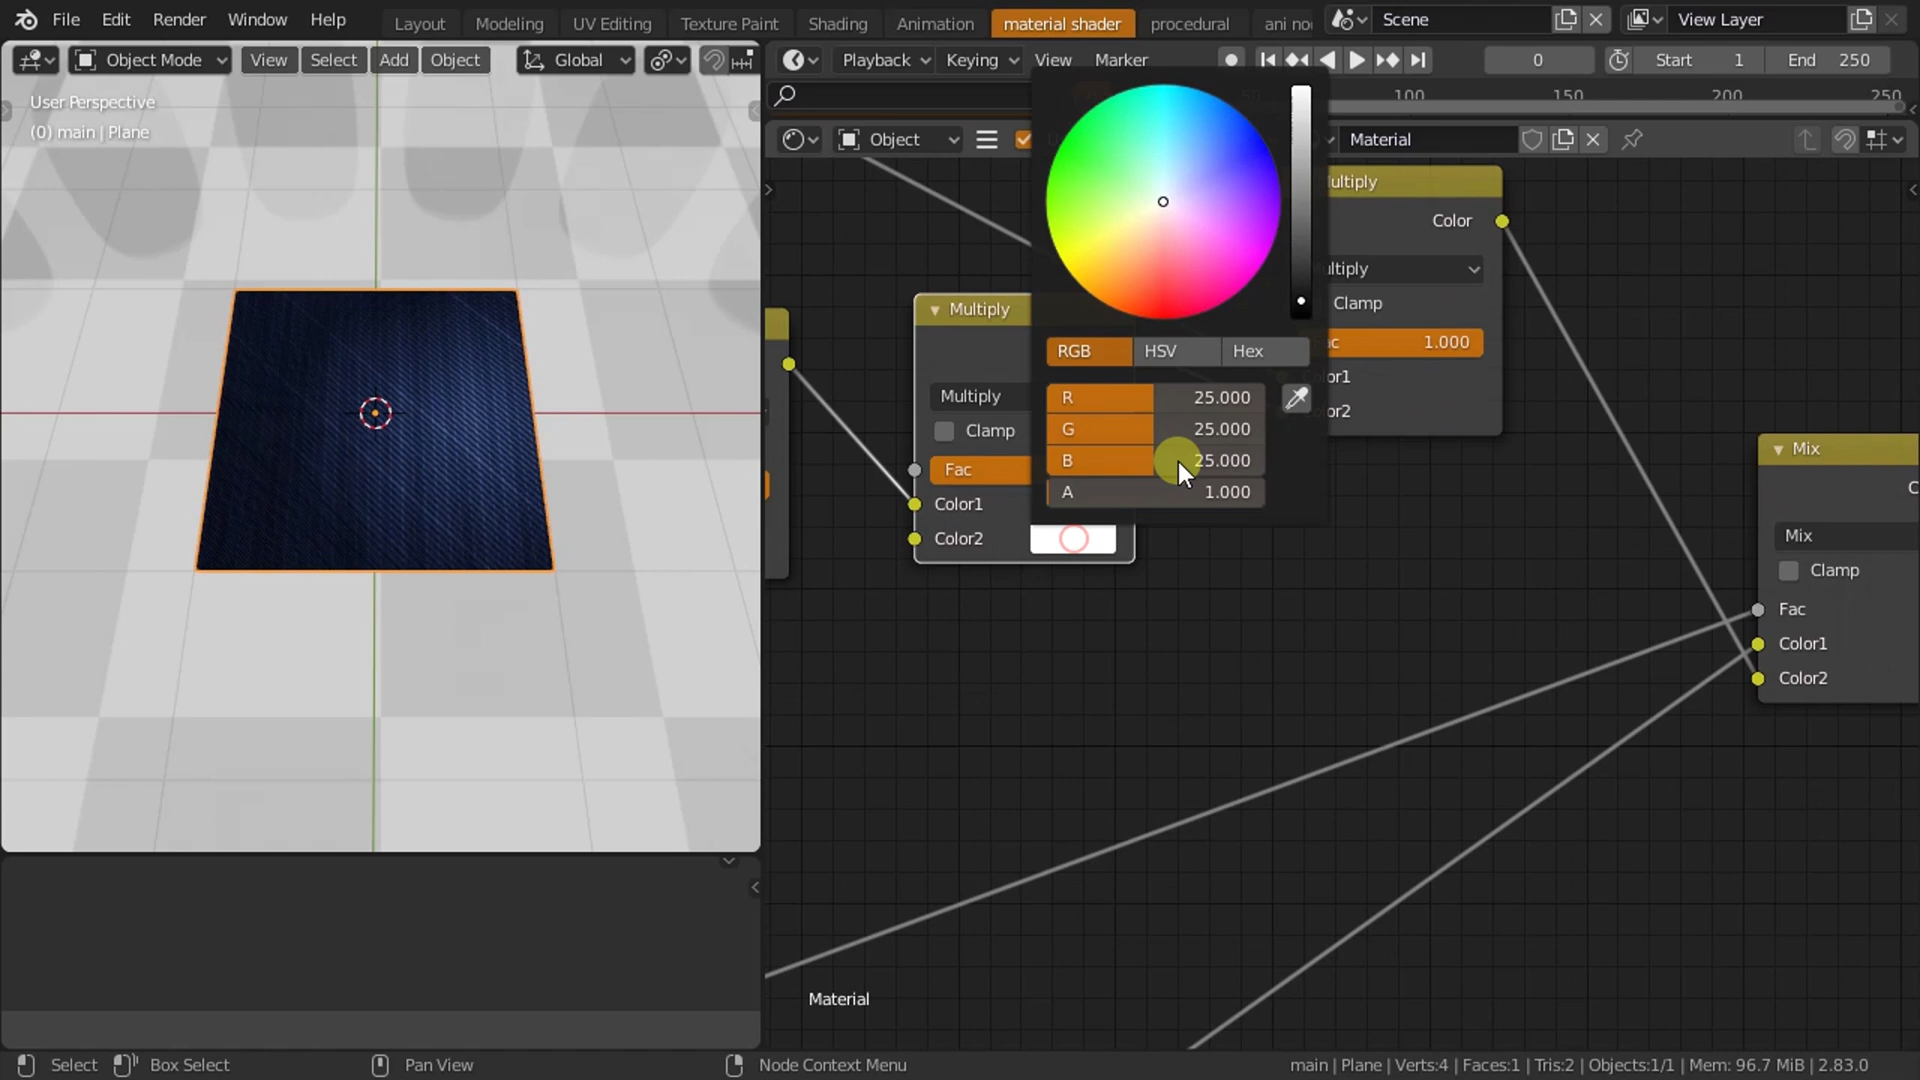 File Edit Render Window Help Layout Modeling UV Editing Texture Paint Shading Animation material shader procedural Scene View Layer
Object Mode View Select Add Object Global Playback Keying View Marker 0 Start 1 End 250
100 150 200 250
User Perspective
(0) main | Plane
Object Material
Multiply
Color
Clamp
1.000
RGB HSV Hex
R 25.000
G 25.000
B 25.000
A 1.000
Multiply
Multiply
Clamp
Fac
Color1
Color2
Mix
Mix
Clamp
Fac
Color1
Color2
Material
Select Box Select Pan View Node Context Menu main | Plane | Verts:4 | Faces:1 | Tris:2 | Objects:1/1 | Mem: 96.7 MiB | 2.83.0